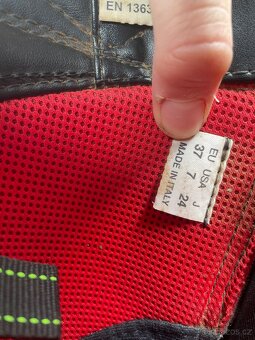 EN 1363
EU USA J
37 7 24
MADE IN ITALY